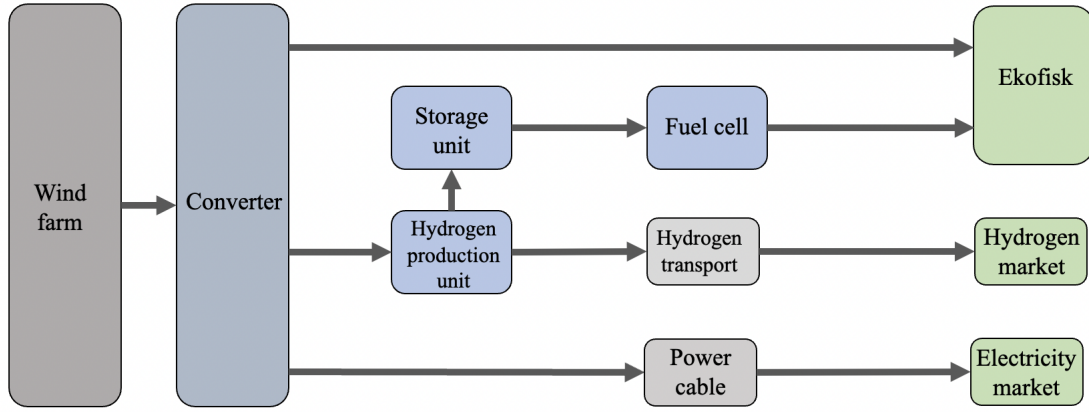 Wind
farm
Converter
Storage
unit
Fuel cell
Ekofisk
Hydrogen
production
unit
Hydrogen
transport
Hydrogen
market
Power
cable
Electricity
market